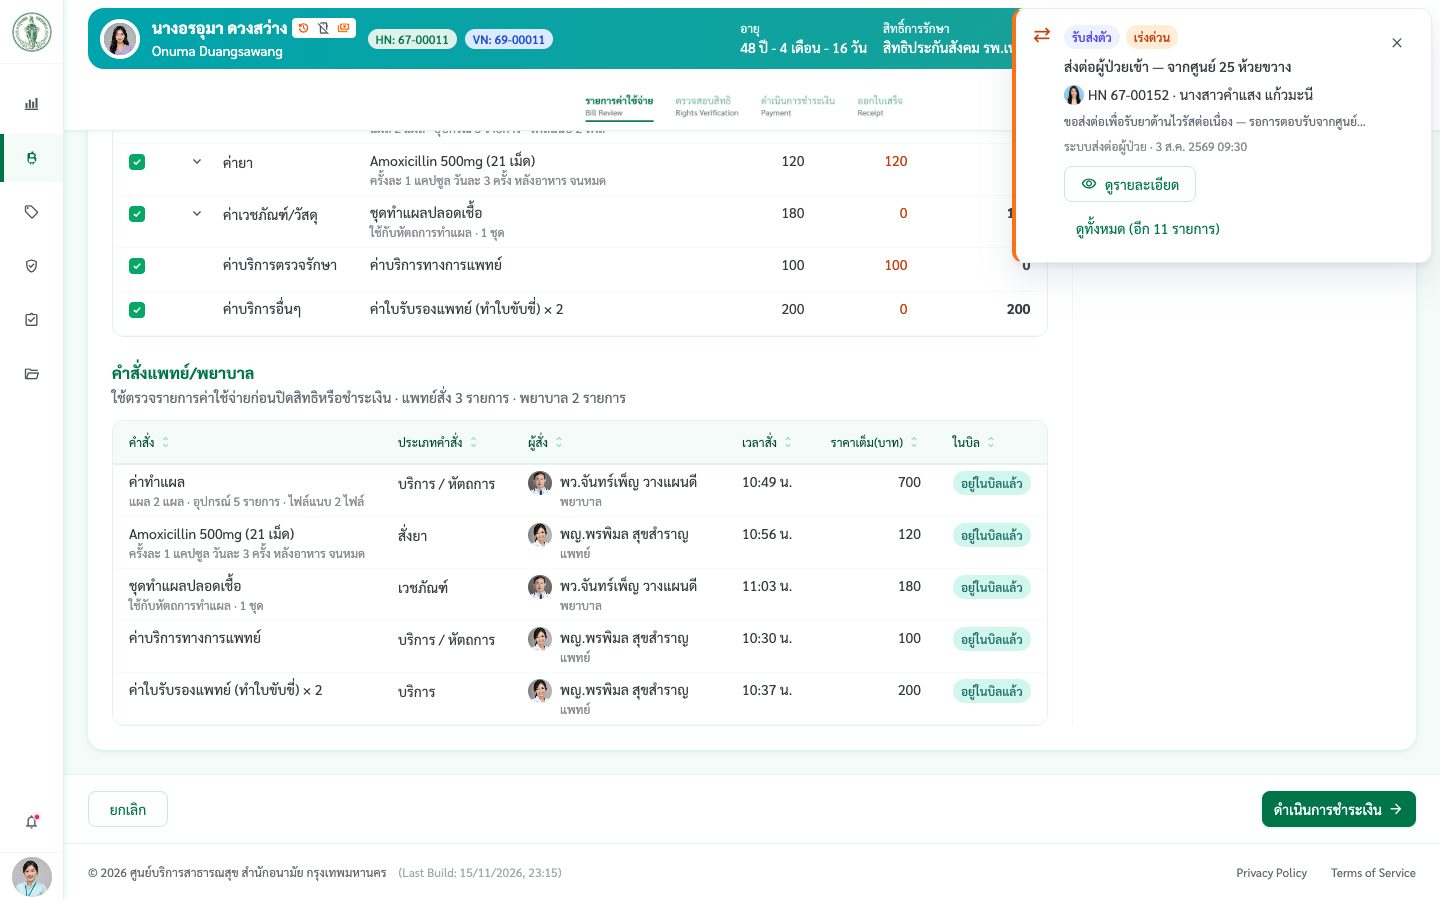 นางอรอุมา ดวงสว่าง
Onuma Duangsawang
HN: 67-00011
VN: 69-00011
อายุ
48 ปี - 4 เดือน - 16 วัน
สิทธิ์การรักษา
สิทธิประกันสังคม
รับส่งตัว
เร่งด่วน
ส่งต่อผู้ป่วยเข้า — จากศูนย์ 25 ห้วยขวาง
HN 67-00152 · นางสาวคำแสง แก้วมะนี
ขอส่งต่อเพื่อรับยาต้านไวรัสต่อเนื่อง — รอการตอบรับจากศูนย์...
ระบบส่งต่อผู้ป่วย · 3 ส.ค. 2569 09:30
ดูรายละเอียด
ดูทั้งหมด (อีก 11 รายการ)
รายการค่าใช้จ่าย
Bill Review
ตรวจสอบสิทธิ
Rights Verification
ดำเนินการชำระเงิน
Payment
ออกใบเสร็จ
Receipt
ค่ายา Amoxicillin 500mg (21 เม็ด) 120 120
ครั้งละ 1 แคปซูล วันละ 3 ครั้ง หลังอาหาร จนหมด
ค่าเวชภัณฑ์/วัสดุ ชุดทำแผลปลอดเชื้อ 180 0
ใช้กับหัตถการทำแผล · 1 ชุด
ค่าบริการตรวจรักษา ค่าบริการทางการแพทย์ 100 100 0
ค่าบริการอื่นๆ ค่าใบรับรองแพทย์ (ทำใบขับขี่) × 2 200 0 200
คำสั่งแพทย์/พยาบาล
ใช้ตรวจรายการค่าใช้จ่ายก่อนปิดสิทธิหรือชำระเงิน · แพทย์สั่ง 3 รายการ · พยาบาล 2 รายการ
คำสั่ง ประเภทคำสั่ง ผู้สั่ง เวลาสั่ง ราคาเต็ม(บาท) ในบิล
ค่าทำแผล บริการ / หัตถการ พว.จันทร์เพ็ญ วางแผนดี 10:49 น. 700 อยู่ในบิลแล้ว
แผล 2 แผล · อุปกรณ์ 5 รายการ · ไฟล์แนบ 2 ไฟล์ พยาบาล
Amoxicillin 500mg (21 เม็ด) สั่งยา พญ.พรพิมล สุขสำราญ 10:56 น. 120 อยู่ในบิลแล้ว
ครั้งละ 1 แคปซูล วันละ 3 ครั้ง หลังอาหาร จนหมด แพทย์
ชุดทำแผลปลอดเชื้อ เวชภัณฑ์ พว.จันทร์เพ็ญ วางแผนดี 11:03 น. 180 อยู่ในบิลแล้ว
ใช้กับหัตถการทำแผล · 1 ชุด พยาบาล
ค่าบริการทางการแพทย์ บริการ / หัตถการ พญ.พรพิมล สุขสำราญ 10:30 น. 100 อยู่ในบิลแล้ว
แพทย์
ค่าใบรับรองแพทย์ (ทำใบขับขี่) × 2 บริการ พญ.พรพิมล สุขสำราญ 10:37 น. 200 อยู่ในบิลแล้ว
แพทย์
ยกเลิก
ดำเนินการชำระเงิน
© 2026 ศูนย์บริการสาธารณสุข สำนักอนามัย กรุงเทพมหานคร (Last Build: 15/11/2026, 23:15)
Privacy Policy
Terms of Service